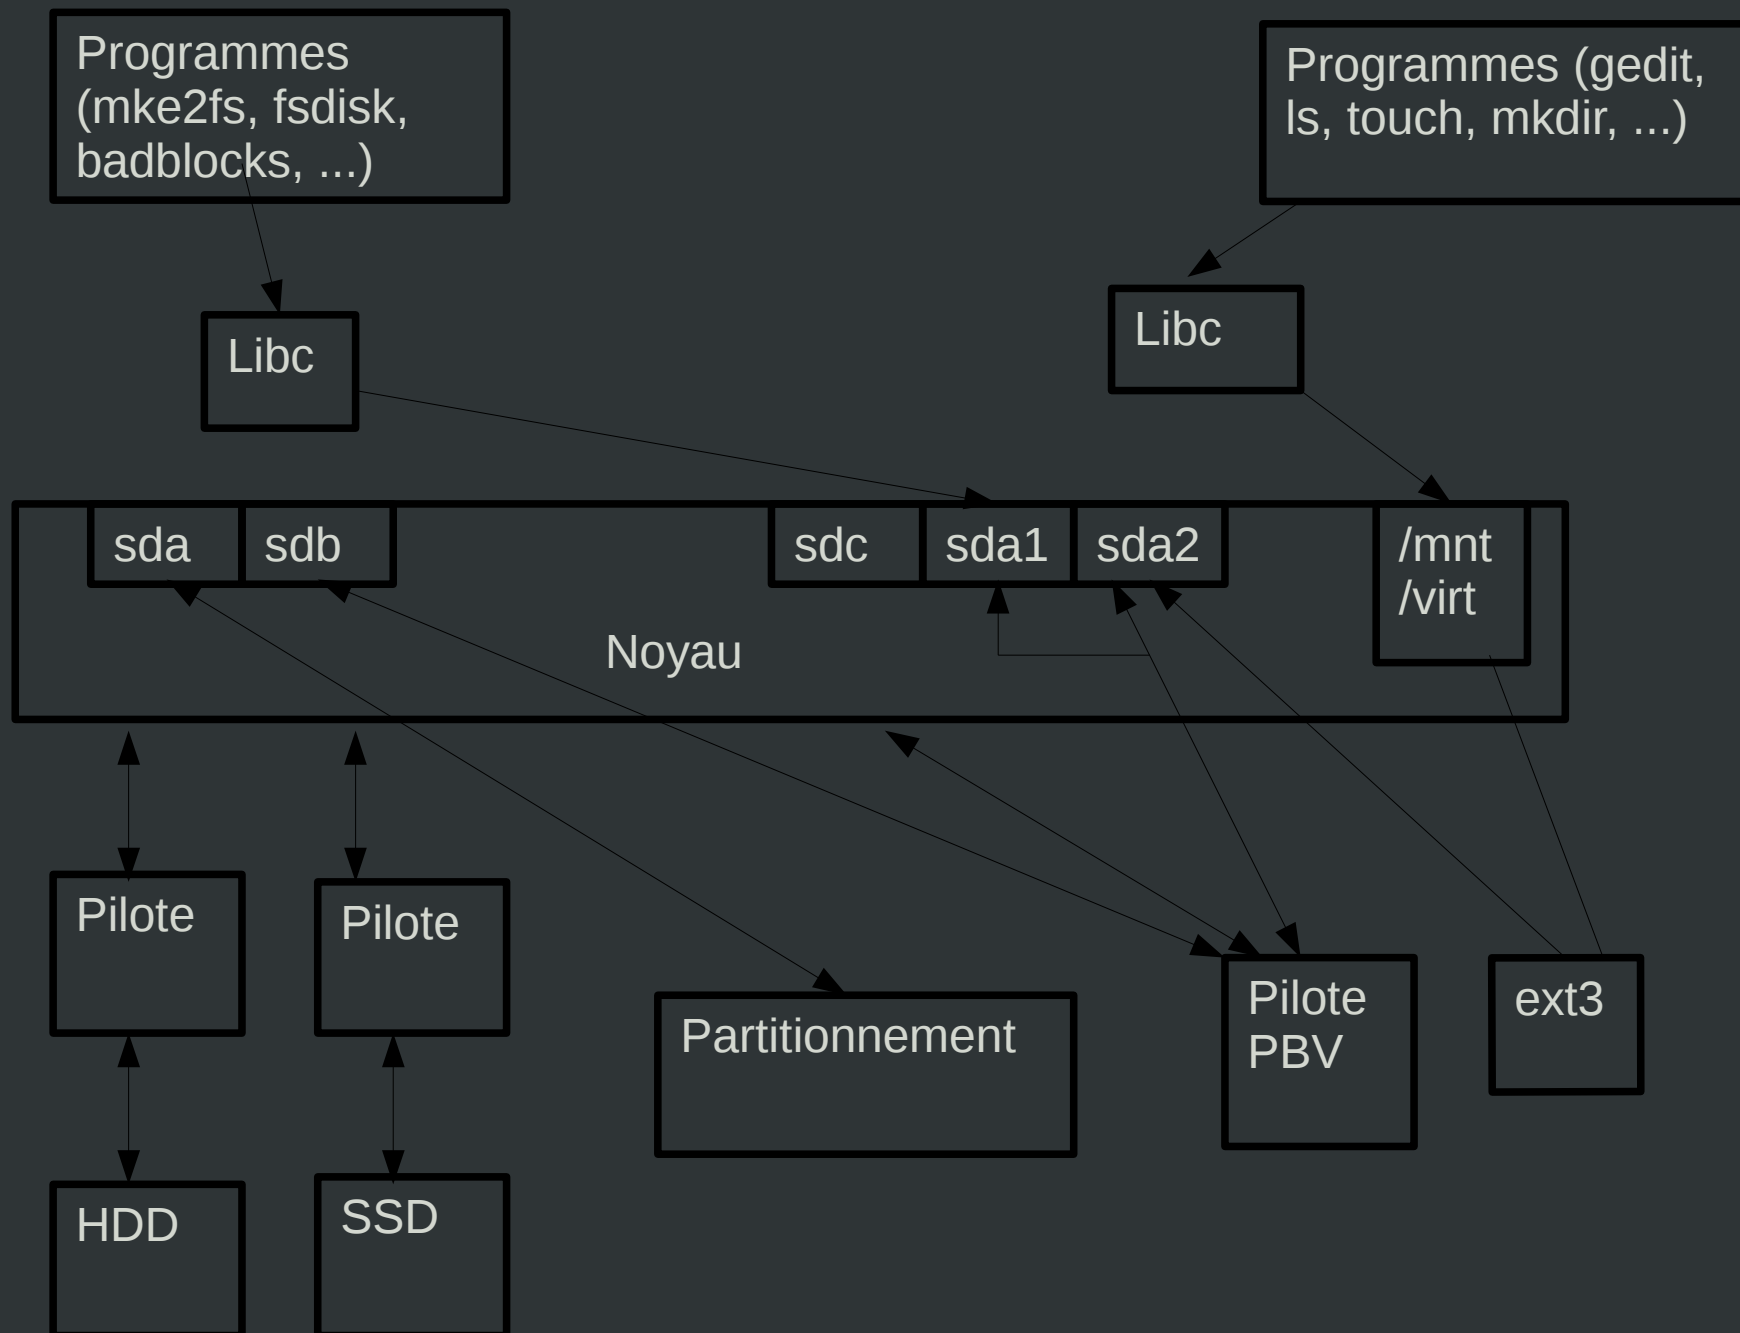 Programmes
(mke2fs, fsdisk,
badblocks, ...)
Programmes (gedit,
ls, touch, mkdir, ...)
Libc
Libc
sda
sdb
sdc
sda1
sda2
/mnt
/virt
Noyau
Pilote
Pilote
Partitionnement
Pilote
PBV
ext3
HDD
SSD